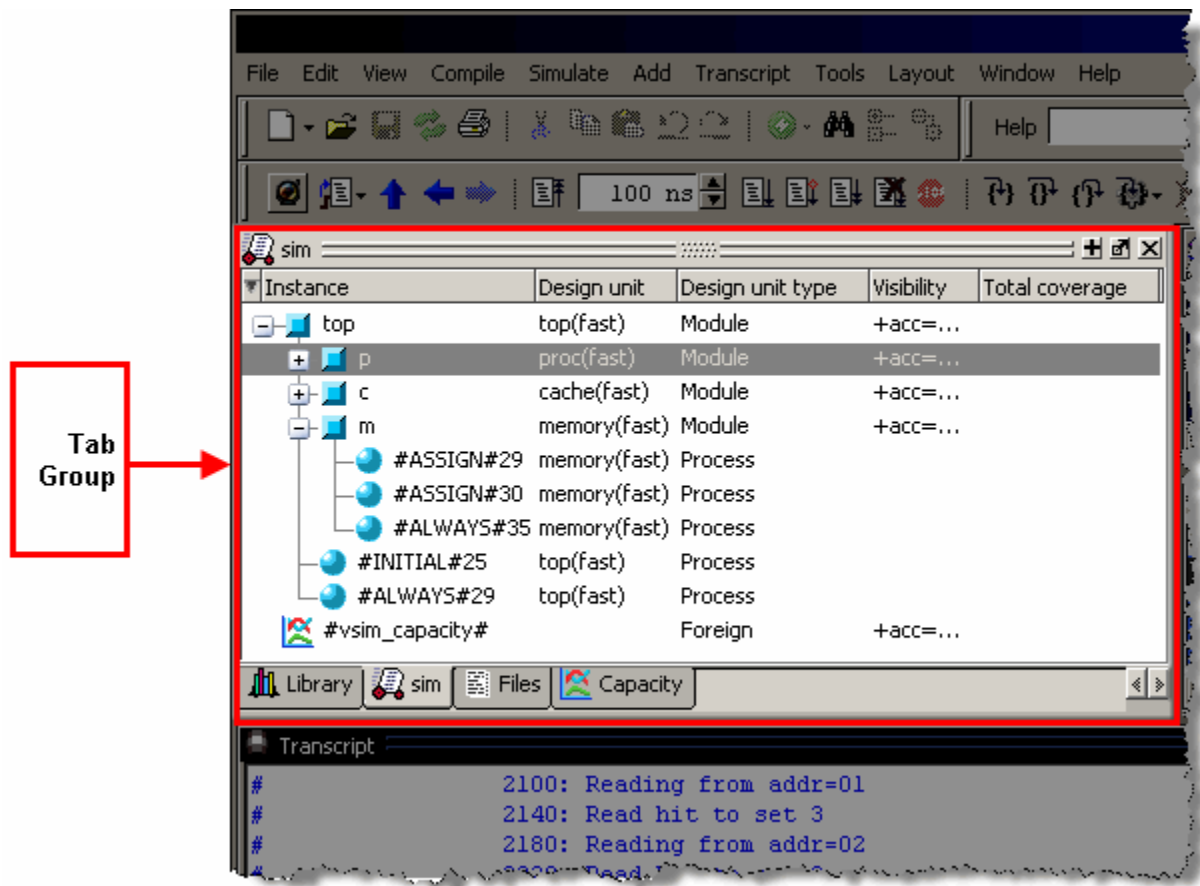 File Edit View Compile Simulate Add Transcript Tools Layout Window Help
Help
100 ns
sim
Instance Design unit Design unit type Visibility Total coverage
top top(fast) Module +acc=...
p proc(fast) Module +acc=...
c cache(fast) Module +acc=...
m memory(fast) Module +acc=...
#ASSIGN#29 memory(fast) Process
#ASSIGN#30 memory(fast) Process
#ALWAYS#35 memory(fast) Process
#INITIAL#25 top(fast) Process
#ALWAYS#29 top(fast) Process
#vsim_capacity# Foreign +acc=...
Library sim Files Capacity
Tab
Group
Transcript
# 2100: Reading from addr=01
# 2140: Read hit to set 3
# 2180: Reading from addr=02